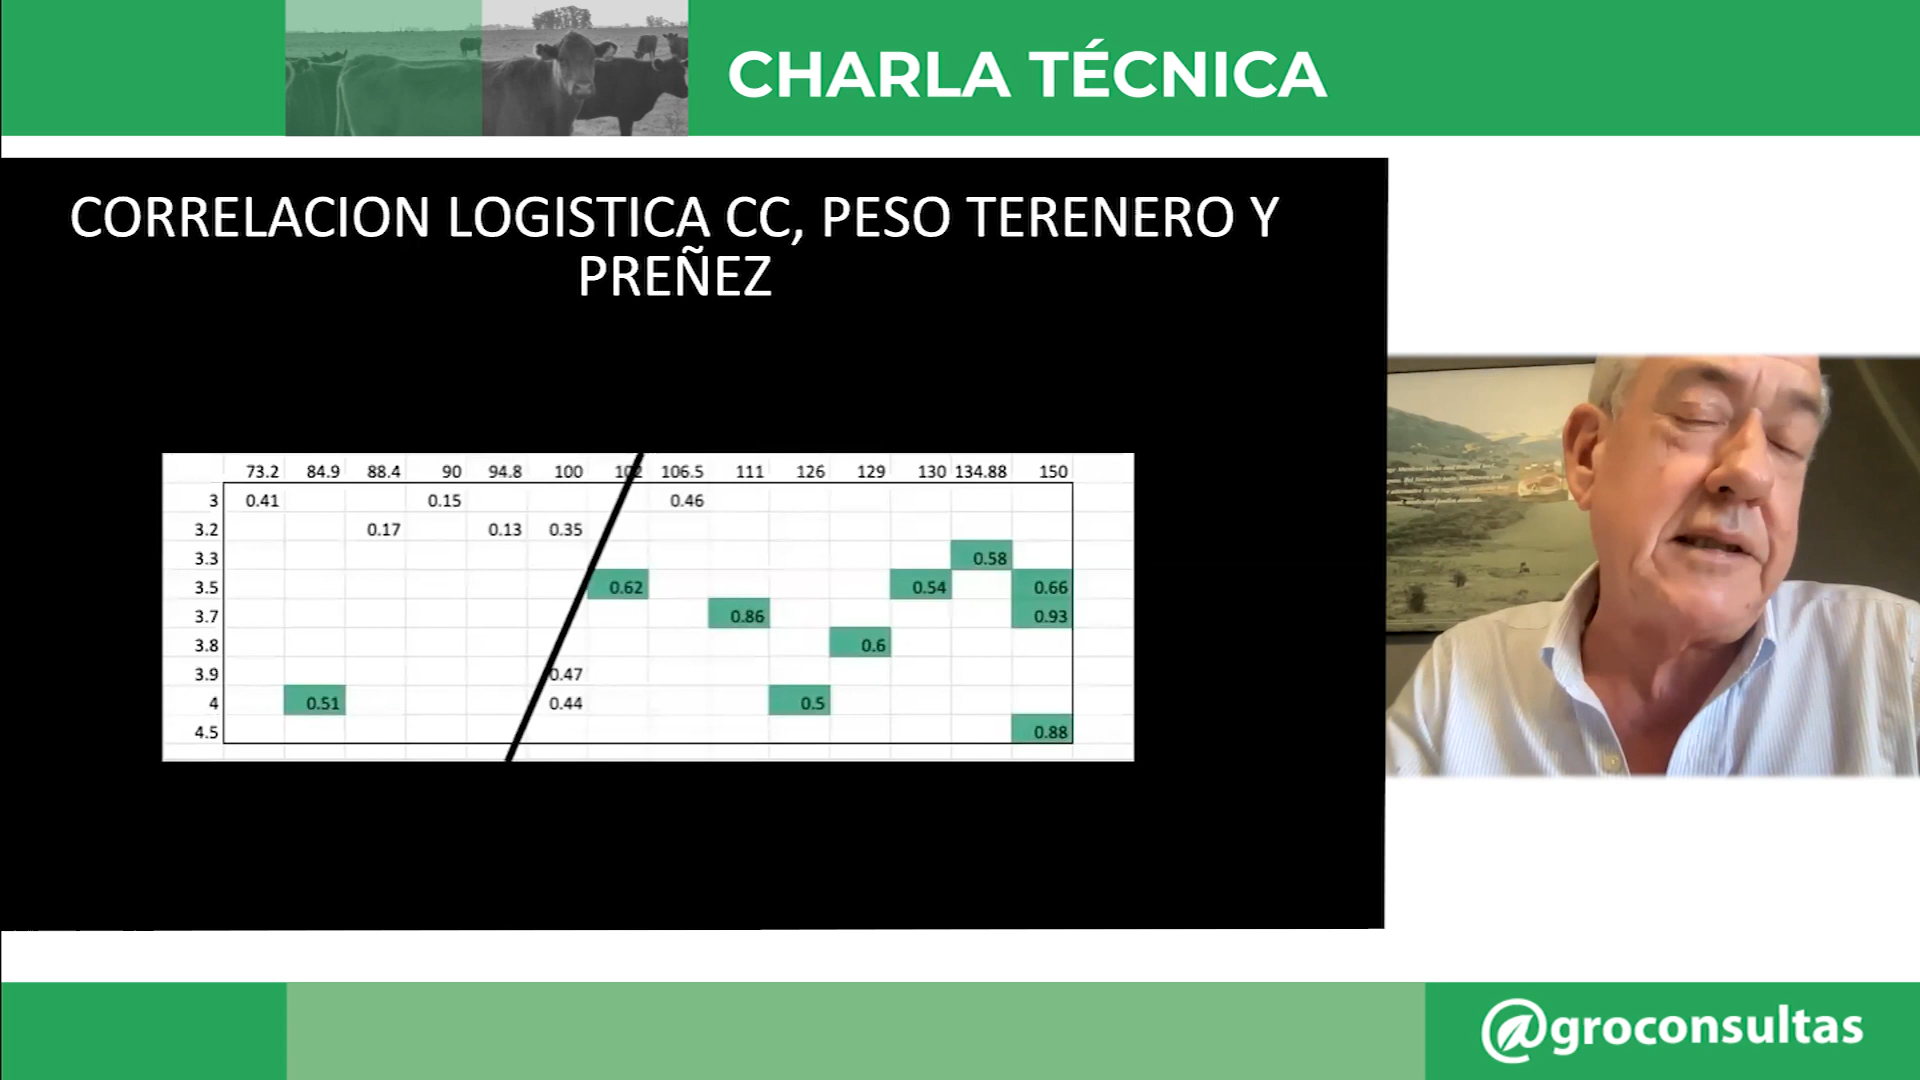 CHARLA TÉCNICA
CORRELACION LOGISTICA CC, PESO TERENERO Y
PREÑEZ
73.2 84.9 88.4 90 94.8 100 102 106.5 111 126 129 130 134.88 150
3 0.41 0.15 0.46
3.2 0.17 0.13 0.35
3.3 0.58
3.5 0.62 0.54 0.66
3.7 0.86 0.93
3.8 0.6
3.9 0.47
4 0.51 0.44 0.5
4.5 0.88
@groconsultas